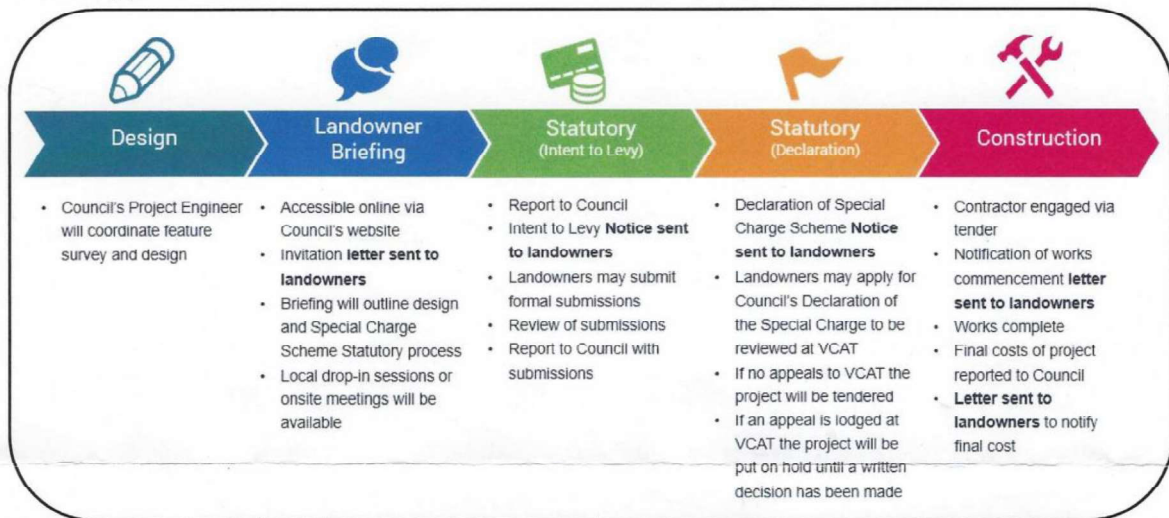 Design
Landowner
Briefing
Statutory
(Intent to Levy)
Statutory
(Declaration)
Construction
• Council's Project Engineer
will coordinate feature
survey and design
• Accessible online via
Council's website
• Invitation letter sent to
landowners
• Briefing will outline design
and Special Charge
Scheme Statutory process
• Local drop-in sessions or
onsite meetings will be
available
• Report to Council
• Intent to Levy Notice sent
to landowners
• Landowners may submit
formal submissions
• Review of submissions
• Report to Council with
submissions
• Declaration of Special
Charge Scheme Notice
sent to landowners
• Landowners may apply for
Council's Declaration of
the Special Charge to be
reviewed at VCAT
• If no appeals to VCAT the
project will be tendered
• If an appeal is lodged at
VCAT the project will be
put on hold until a written
decision has been made
• Contractor engaged via
tender
• Notification of works
commencement letter
sent to landowners
• Works complete
• Final costs of project
reported to Council
• Letter sent to
landowners to notify
final cost